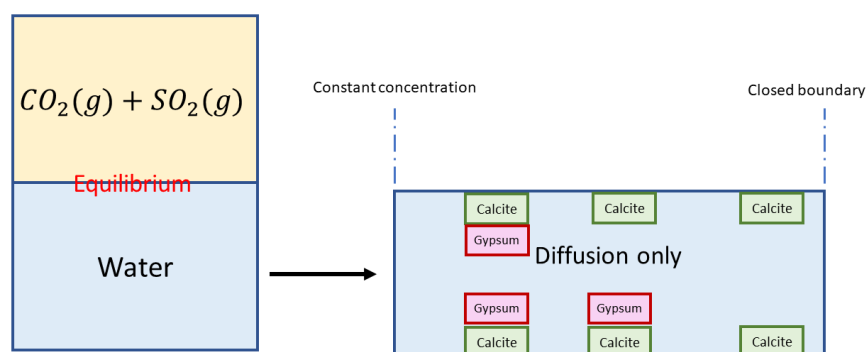 CO₂(g) + SO₂(g)
Equilibrium
Water
Constant concentration
Closed boundary
Calcite Calcite Calcite
Gypsum
Diffusion only
Gypsum Gypsum
Calcite Calcite Calcite